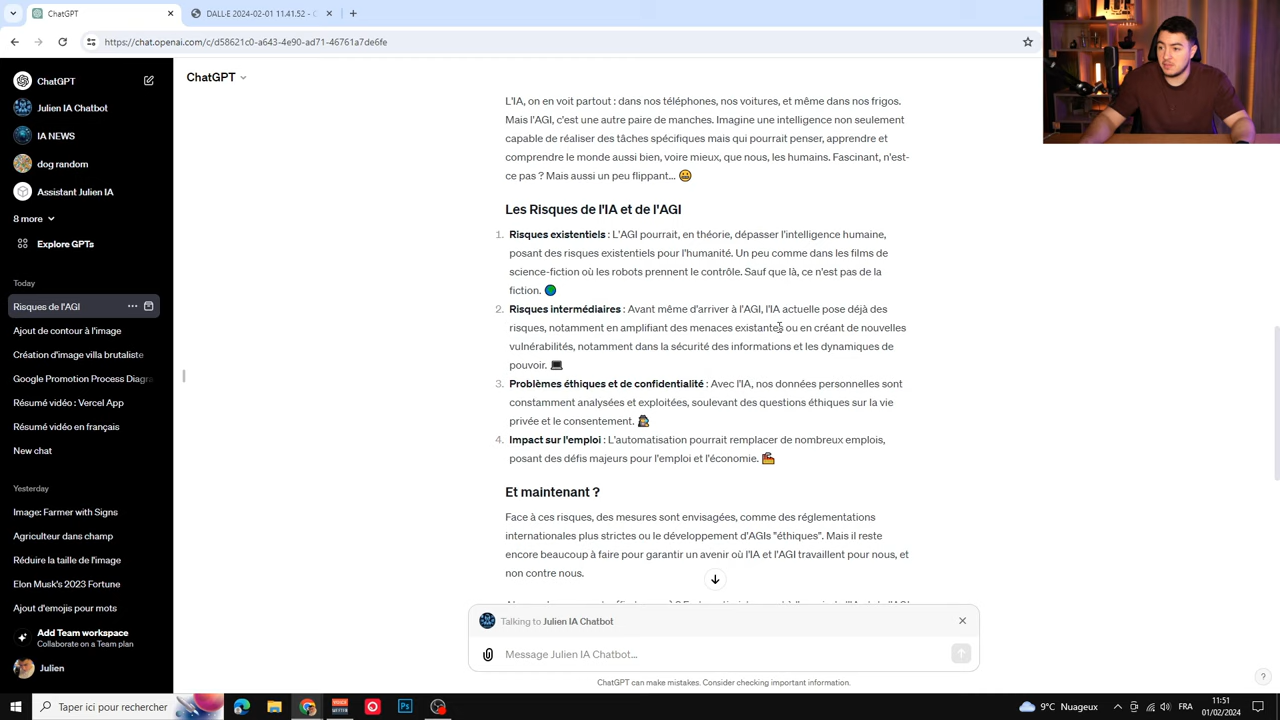 ChatGPT
DALL·E 2024-02-01 11.41.52 - C
https://chat.openai.com/c/d58621c0-a643-4e90-ad71-46761a7de6fe
ChatGPT
Julien IA Chatbot
IA NEWS
dog random
Assistant Julien IA
8 more
Explore GPTs
Today
Risques de l'AGI
Ajout de contour à l'image
Création d'image villa brutaliste
Google Promotion Process Diagra
Résumé vidéo : Vercel App
Résumé vidéo en français
New chat
Yesterday
Image: Farmer with Signs
Agriculteur dans champ
Réduire la taille de l'image
Elon Musk's 2023 Fortune
Ajout d'emojis pour mots
Add Team workspace
Collaborate on a Team plan
Julien
ChatGPT
L'IA, on en voit partout : dans nos téléphones, nos voitures, et même dans nos frigos.
Mais l'AGI, c'est une autre paire de manches. Imagine une intelligence non seulement
capable de réaliser des tâches spécifiques mais qui pourrait penser, apprendre et
comprendre le monde aussi bien, voire mieux, que nous, les humains. Fascinant, n'est-
ce pas ? Mais aussi un peu flippant... 😀
Les Risques de l'IA et de l'AGI
1. Risques existentiels : L'AGI pourrait, en théorie, dépasser l'intelligence humaine,
posant des risques existentiels pour l'humanité. Un peu comme dans les films de
science-fiction où les robots prennent le contrôle. Sauf que là, ce n'est pas de la
fiction. 🌍
2. Risques intermédiaires : Avant même d'arriver à l'AGI, l'IA actuelle pose déjà des
risques, notamment en amplifiant des menaces existantes ou en créant de nouvelles
vulnérabilités, notamment dans la sécurité des informations et les dynamiques de
pouvoir. 💻
3. Problèmes éthiques et de confidentialité : Avec l'IA, nos données personnelles sont
constamment analysées et exploitées, soulevant des questions éthiques sur la vie
privée et le consentement.
4. Impact sur l'emploi : L'automatisation pourrait remplacer de nombreux emplois,
posant des défis majeurs pour l'emploi et l'économie.
Et maintenant ?
Face à ces risques, des mesures sont envisagées, comme des réglementations
internationales plus strictes ou le développement d'AGIs "éthiques". Mais il reste
encore beaucoup à faire pour garantir un avenir où l'IA et l'AGI travaillent pour nous, et
non contre nous.
Talking to Julien IA Chatbot
Message Julien IA Chatbot...
ChatGPT can make mistakes. Consider checking important information.
?
Taper ici pour rechercher
9°C Nuageux
FRA
11:51
01/02/2024